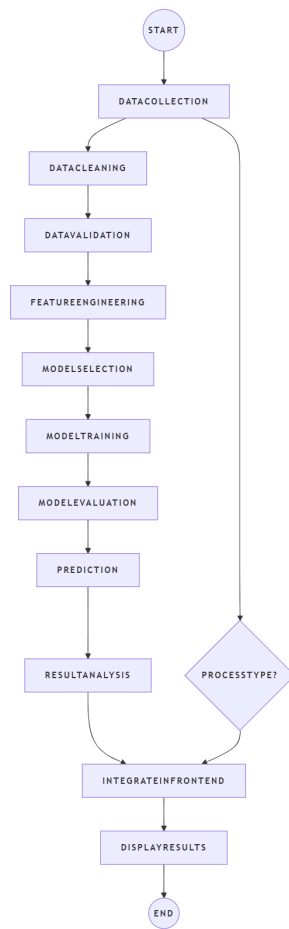 START
DATACOLLECTION
DATACLEANING
DATAVALIDATION
FEATUREENGINEERING
MODELSELECTION
MODELTRAINING
MODELEVALUATION
PREDICTION
RESULTANALYSIS
PROCESSTYPE?
INTEGRATEINFRONTEND
DISPLAYRESULTS
END